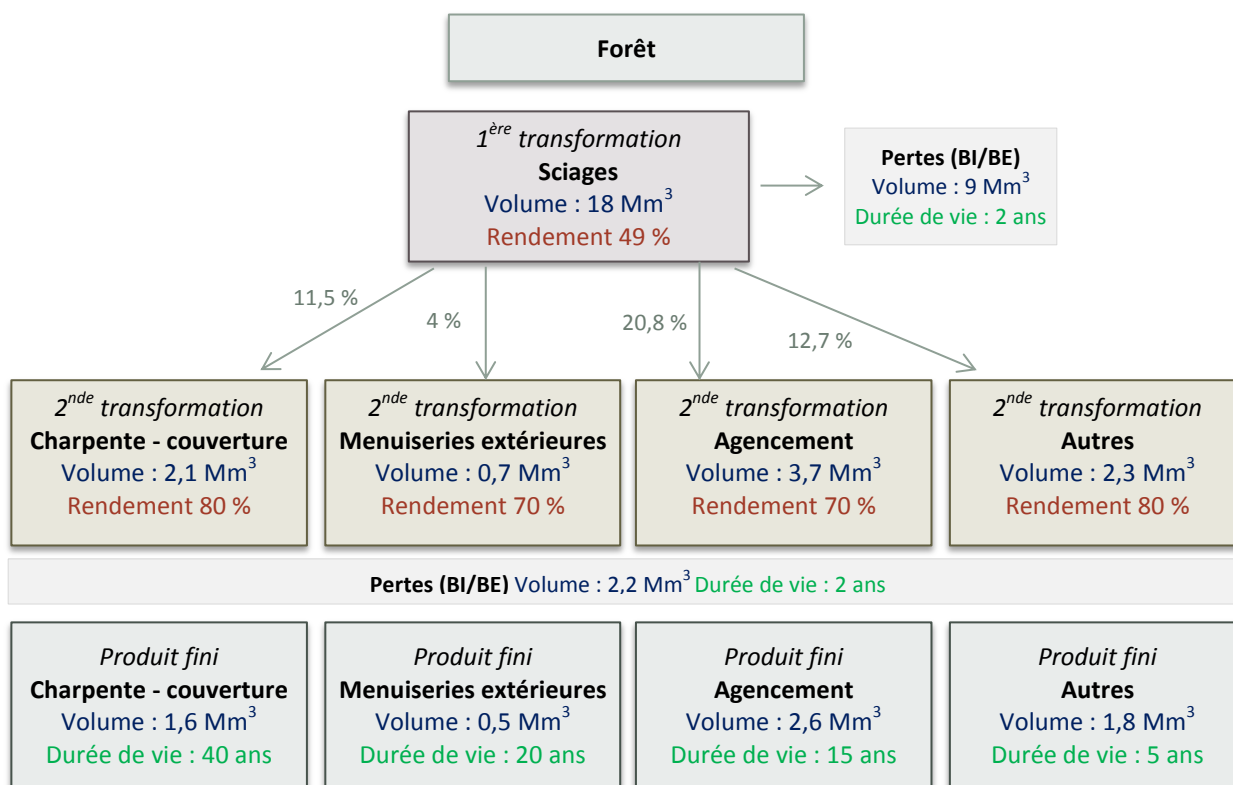 Forêt
1ère transformation
Sciages
Volume : 18 Mm3
Rendement 49 %
Pertes (BI/BE)
Volume : 9 Mm3
Durée de vie : 2 ans
11,5 %
4 %
20,8 %
12,7 %
2nde transformation
Charpente - couverture
Volume : 2,1 Mm3
Rendement 80 %
2nde transformation
Menuiseries extérieures
Volume : 0,7 Mm3
Rendement 70 %
2nde transformation
Agencement
Volume : 3,7 Mm3
Rendement 70 %
2nde transformation
Autres
Volume : 2,3 Mm3
Rendement 80 %
Pertes (BI/BE) Volume : 2,2 Mm3 Durée de vie : 2 ans
Produit fini
Charpente - couverture
Volume : 1,6 Mm3
Durée de vie : 40 ans
Produit fini
Menuiseries extérieures
Volume : 0,5 Mm3
Durée de vie : 20 ans
Produit fini
Agencement
Volume : 2,6 Mm3
Durée de vie : 15 ans
Produit fini
Autres
Volume : 1,8 Mm3
Durée de vie : 5 ans